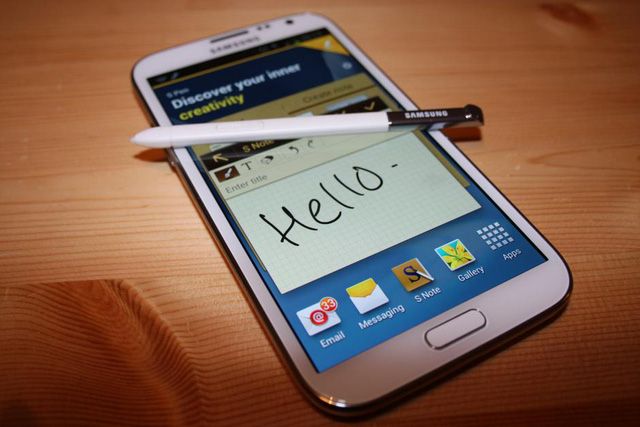 SAMSUNG
S Pen
Discover your inner
creativity
Create note
SAMSUNG
S Note
T
Enter title
Hello-
33
@
Email
Messaging
S
S Note
Gallery
Apps